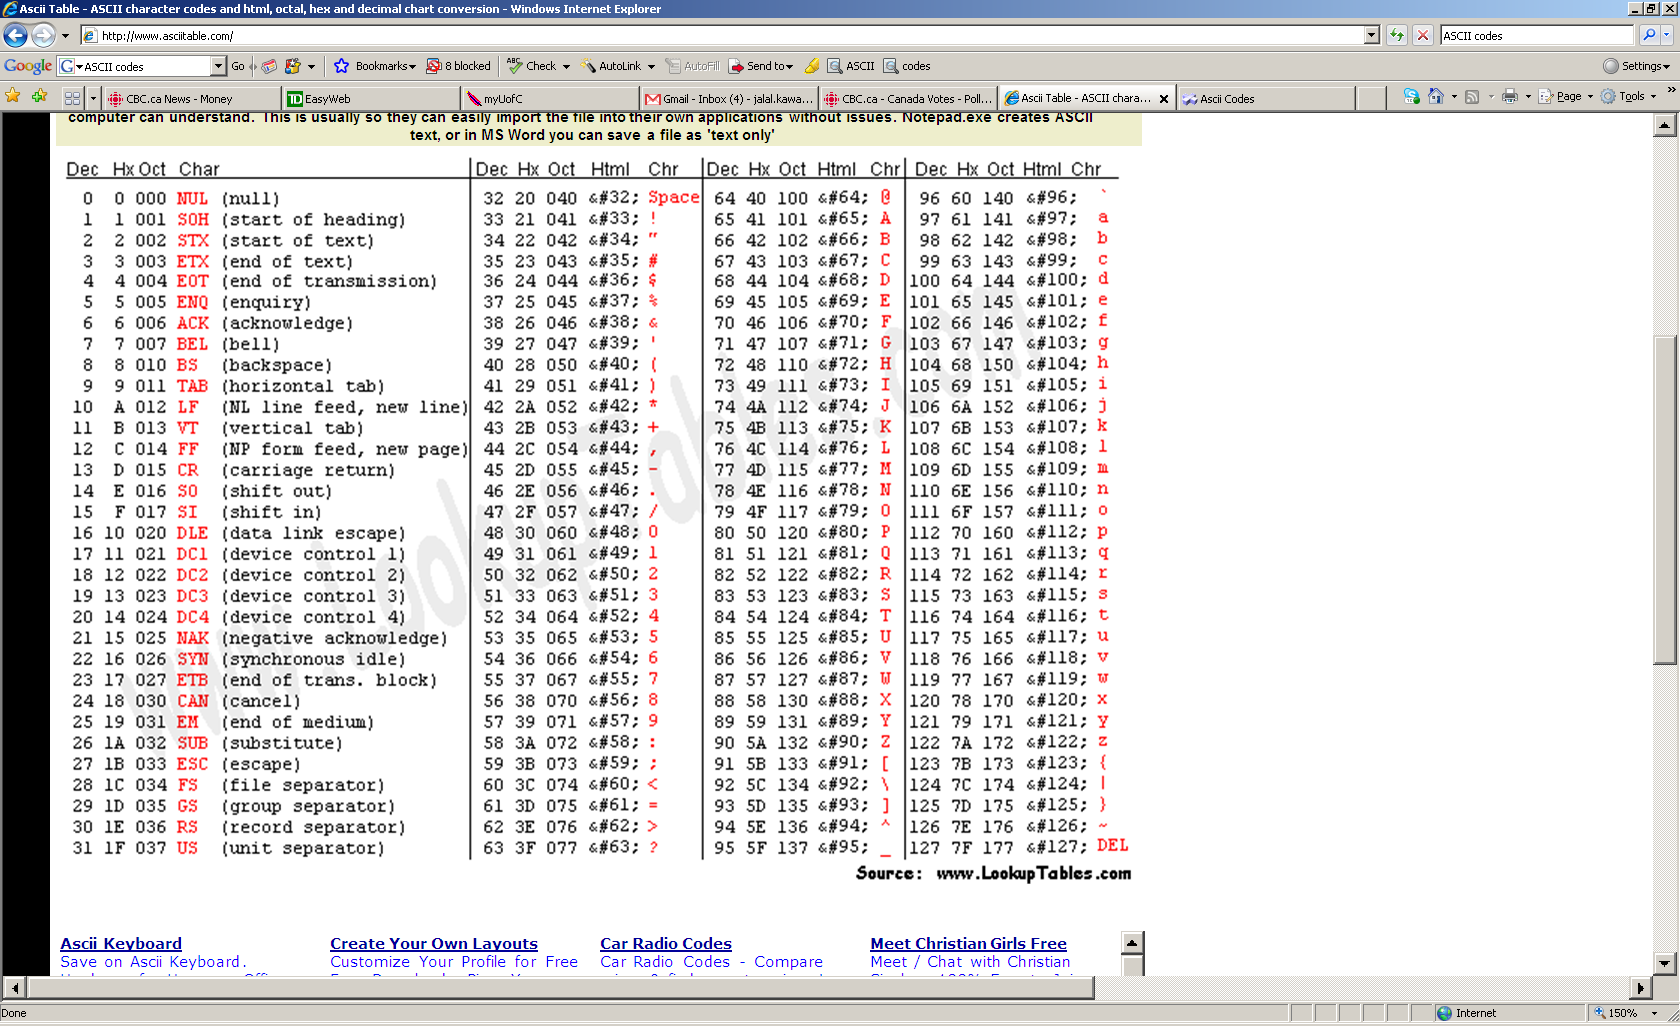 Ascii Table - ASCII character codes and html, octal, hex and decimal chart conversion - Windows Internet Explorer
http://www.asciitable.com/
ASCII codes
Google
ASCII codes
Go
Bookmarks
8 blocked
Check
AutoLink
AutoFill
Send to
ASCII
codes
Settings
CBC.ca News - Money
EasyWeb
myUofC
Gmail - Inbox (4) - jalal.kawa...
CBC.ca - Canada Votes - Poll...
Ascii Table - ASCII chara...
Ascii Codes
Page
Tools
computer can understand. This is usually so they can easily import the file into their own applications without issues. Notepad.exe creates ASCII
text, or in MS Word you can save a file as 'text only'
Dec Hx Oct Char Dec Hx Oct Html Chr Dec Hx Oct Html Chr Dec Hx Oct Html Chr
0 0 000 NUL (null) 32 20 040 &#32; Space 64 40 100 &#64; @ 96 60 140 &#96; `
1 1 001 SOH (start of heading) 33 21 041 &#33; ! 65 41 101 &#65; A 97 61 141 &#97; a
2 2 002 STX (start of text) 34 22 042 &#34; " 66 42 102 &#66; B 98 62 142 &#98; b
3 3 003 ETX (end of text) 35 23 043 &#35; # 67 43 103 &#67; C 99 63 143 &#99; c
4 4 004 EOT (end of transmission) 36 24 044 &#36; $ 68 44 104 &#68; D 100 64 144 &#100; d
5 5 005 ENQ (enquiry) 37 25 045 &#37; % 69 45 105 &#69; E 101 65 145 &#101; e
6 6 006 ACK (acknowledge) 38 26 046 &#38; & 70 46 106 &#70; F 102 66 146 &#102; f
7 7 007 BEL (bell) 39 27 047 &#39; ' 71 47 107 &#71; G 103 67 147 &#103; g
8 8 010 BS (backspace) 40 28 050 &#40; ( 72 48 110 &#72; H 104 68 150 &#104; h
9 9 011 TAB (horizontal tab) 41 29 051 &#41; ) 73 49 111 &#73; I 105 69 151 &#105; i
10 A 012 LF (NL line feed, new line) 42 2A 052 &#42; * 74 4A 112 &#74; J 106 6A 152 &#106; j
11 B 013 VT (vertical tab) 43 2B 053 &#43; + 75 4B 113 &#75; K 107 6B 153 &#107; k
12 C 014 FF (NP form feed, new page) 44 2C 054 &#44; , 76 4C 114 &#76; L 108 6C 154 &#108; l
13 D 015 CR (carriage return) 45 2D 055 &#45; - 77 4D 115 &#77; M 109 6D 155 &#109; m
14 E 016 SO (shift out) 46 2E 056 &#46; . 78 4E 116 &#78; N 110 6E 156 &#110; n
15 F 017 SI (shift in) 47 2F 057 &#47; / 79 4F 117 &#79; O 111 6F 157 &#111; o
16 10 020 DLE (data link escape) 48 30 060 &#48; 0 80 50 120 &#80; P 112 70 160 &#112; p
17 11 021 DC1 (device control 1) 49 31 061 &#49; 1 81 51 121 &#81; Q 113 71 161 &#113; q
18 12 022 DC2 (device control 2) 50 32 062 &#50; 2 82 52 122 &#82; R 114 72 162 &#114; r
19 13 023 DC3 (device control 3) 51 33 063 &#51; 3 83 53 123 &#83; S 115 73 163 &#115; s
20 14 024 DC4 (device control 4) 52 34 064 &#52; 4 84 54 124 &#84; T 116 74 164 &#116; t
21 15 025 NAK (negative acknowledge) 53 35 065 &#53; 5 85 55 125 &#85; U 117 75 165 &#117; u
22 16 026 SYN (synchronous idle) 54 36 066 &#54; 6 86 56 126 &#86; V 118 76 166 &#118; v
23 17 027 ETB (end of trans. block) 55 37 067 &#55; 7 87 57 127 &#87; W 119 77 167 &#119; w
24 18 030 CAN (cancel) 56 38 070 &#56; 8 88 58 130 &#88; X 120 78 170 &#120; x
25 19 031 EM (end of medium) 57 39 071 &#57; 9 89 59 131 &#89; Y 121 79 171 &#121; y
26 1A 032 SUB (substitute) 58 3A 072 &#58; : 90 5A 132 &#90; Z 122 7A 172 &#122; z
27 1B 033 ESC (escape) 59 3B 073 &#59; ; 91 5B 133 &#91; [ 123 7B 173 &#123; {
28 1C 034 FS (file separator) 60 3C 074 &#60; < 92 5C 134 &#92; \ 124 7C 174 &#124; |
29 1D 035 GS (group separator) 61 3D 075 &#61; = 93 5D 135 &#93; ] 125 7D 175 &#125; }
30 1E 036 RS (record separator) 62 3E 076 &#62; > 94 5E 136 &#94; ^ 126 7E 176 &#126; ~
31 1F 037 US (unit separator) 63 3F 077 &#63; ? 95 5F 137 &#95; _ 127 7F 177 &#127; DEL
www.LookupTables.com
Source: www.LookupTables.com
Ascii Keyboard Create Your Own Layouts Car Radio Codes Meet Christian Girls Free
Save on Ascii Keyboard. Customize Your Profile for Free Car Radio Codes - Compare Meet / Chat with Christian
Done
Internet
150%